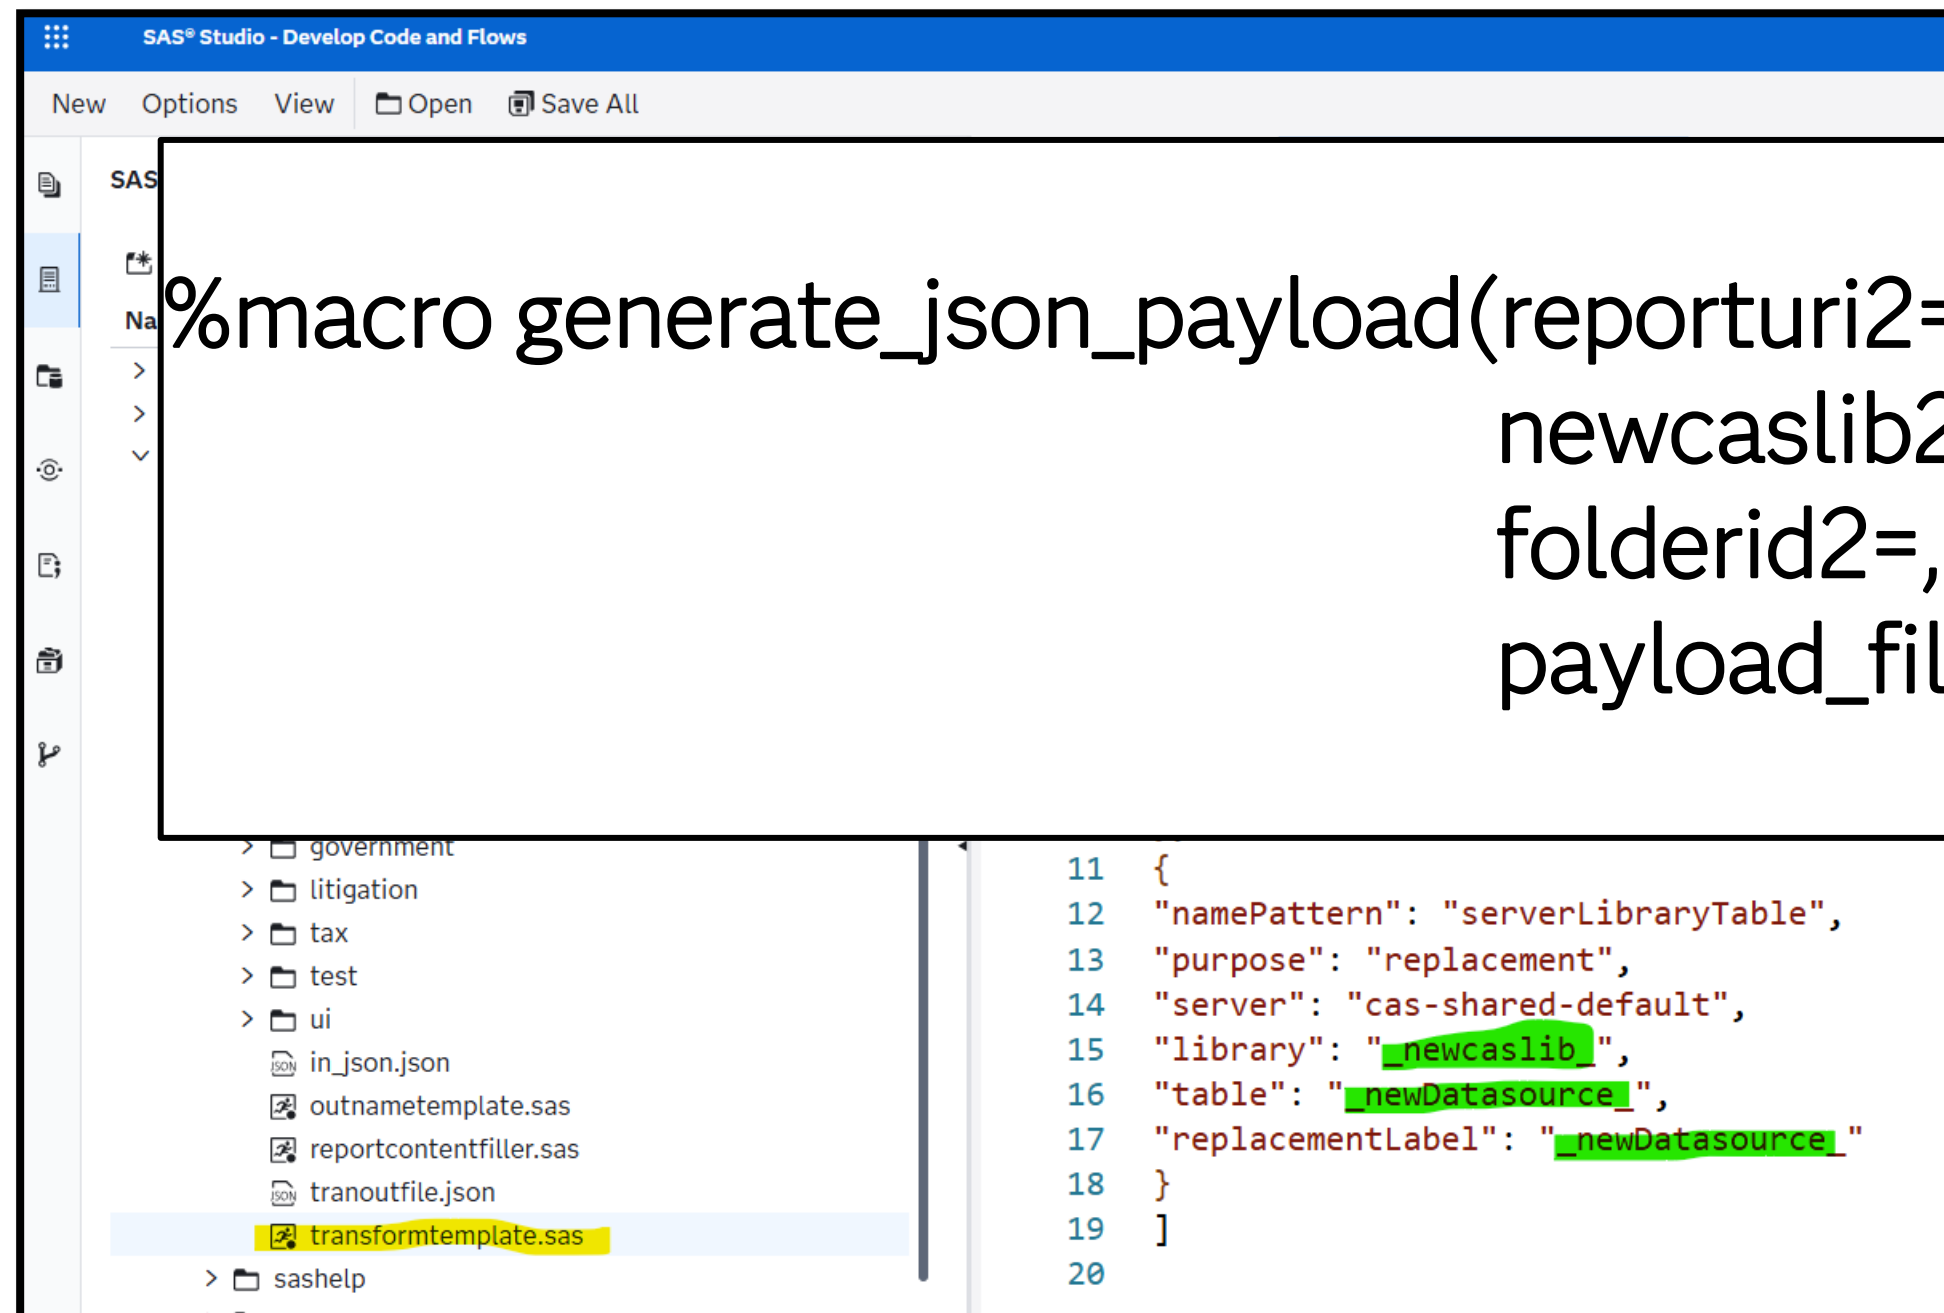 SAS® Studio - Develop Code and Flows
New Options View Open Save All
SAS
Na
%macro generate_json_payload(reporturi2=
newcaslib2
folderid2=,
payload_fil
government
litigation
tax
test
ui
in_json.json
outnametemplate.sas
reportcontentfiller.sas
tranoutfile.json
transformtemplate.sas
sashelp
11 {
12 "namePattern": "serverLibraryTable",
13 "purpose": "replacement",
14 "server": "cas-shared-default",
15 "library": "_newcaslib_",
16 "table": "_newDatasource_",
17 "replacementLabel": "_newDatasource_"
18 }
19 ]
20